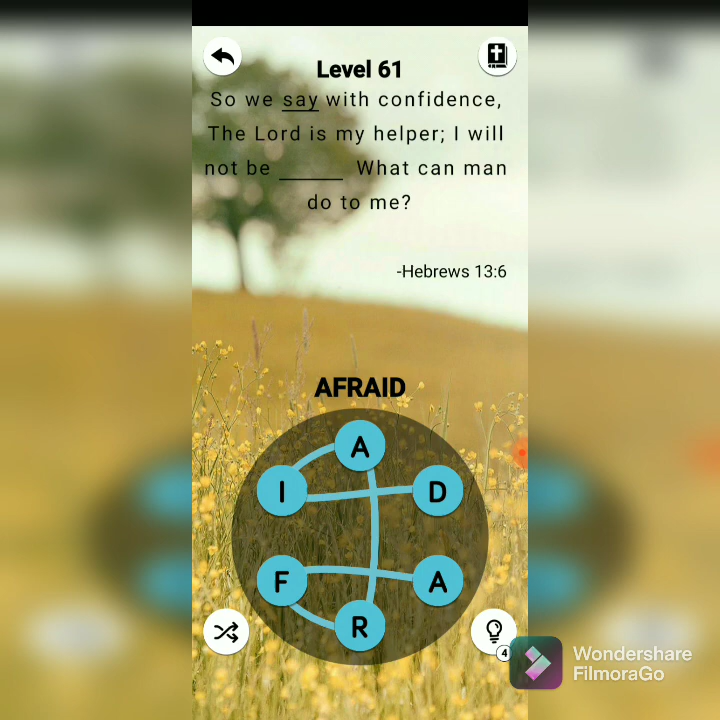 Level 61
So we say with confidence,
The Lord is my helper; I will
not be ______ What can man
do to me?
-Hebrews 13:6
AFRAID
A
I D
F A
R
4
Wondershare
FilmoraGo